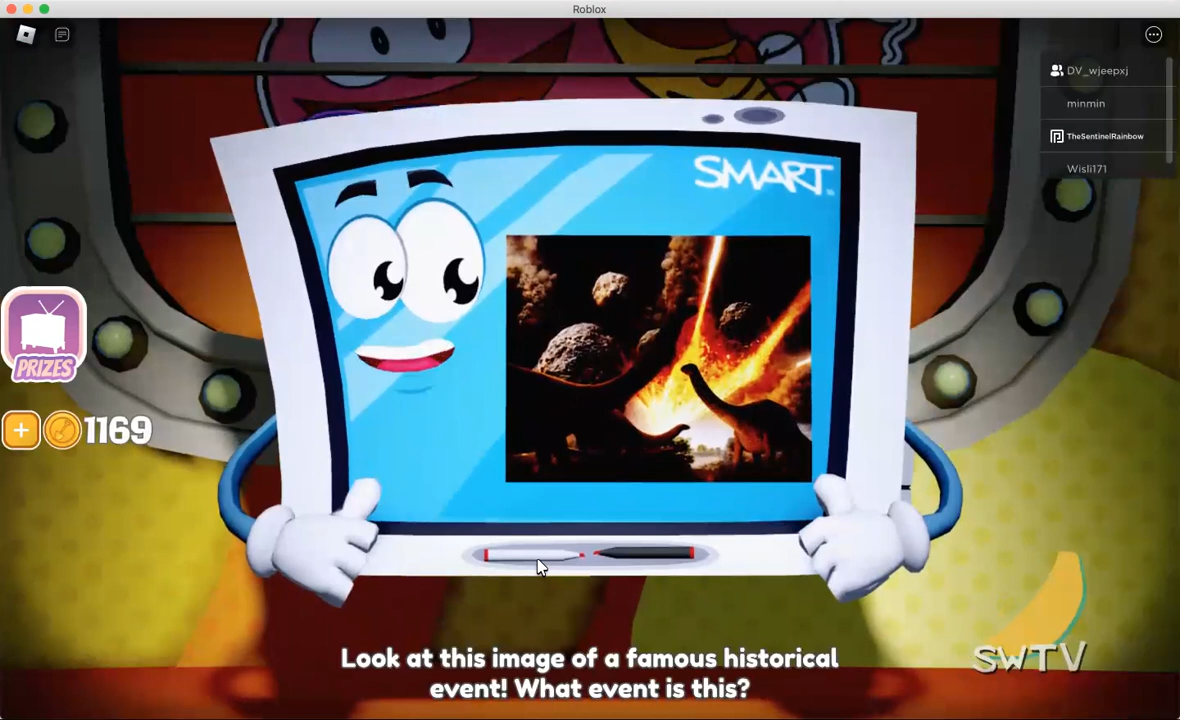 Roblox
DV_wjeepxj
minmin
TheSentinelRainbow
Wisli171
SMART
PRIZES
1169
SWTV
Look at this image of a famous historical
event! What event is this?